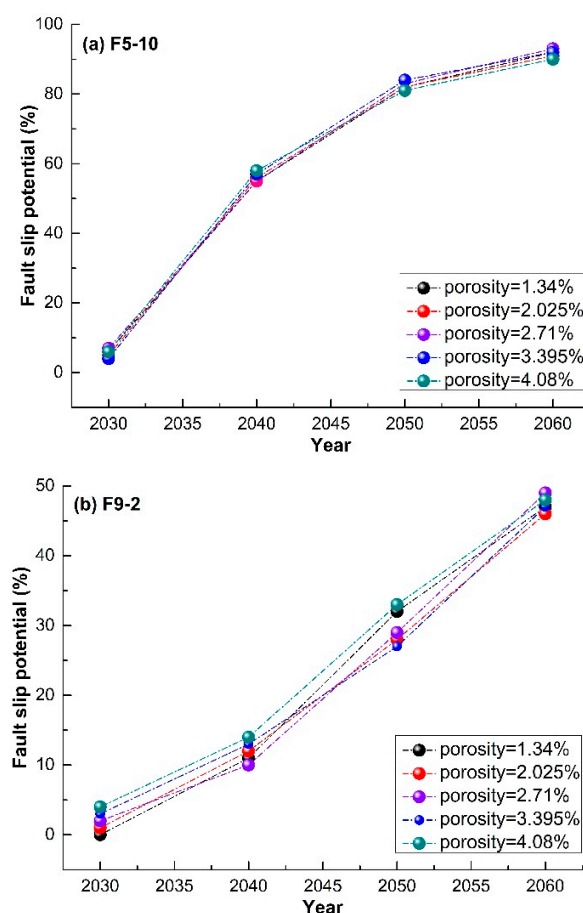 (a) F5-10
Fault slip potential (%)
100
80
60
40
20
0
porosity=1.34%
porosity=2.025%
porosity=2.71%
porosity=3.395%
porosity=4.08%
2030 2035 2040 2045 2050 2055 2060
Year
(b) F9-2
Fault slip potential (%)
50
40
30
20
10
0
porosity=1.34%
porosity=2.025%
porosity=2.71%
porosity=3.395%
porosity=4.08%
2030 2035 2040 2045 2050 2055 2060
Year